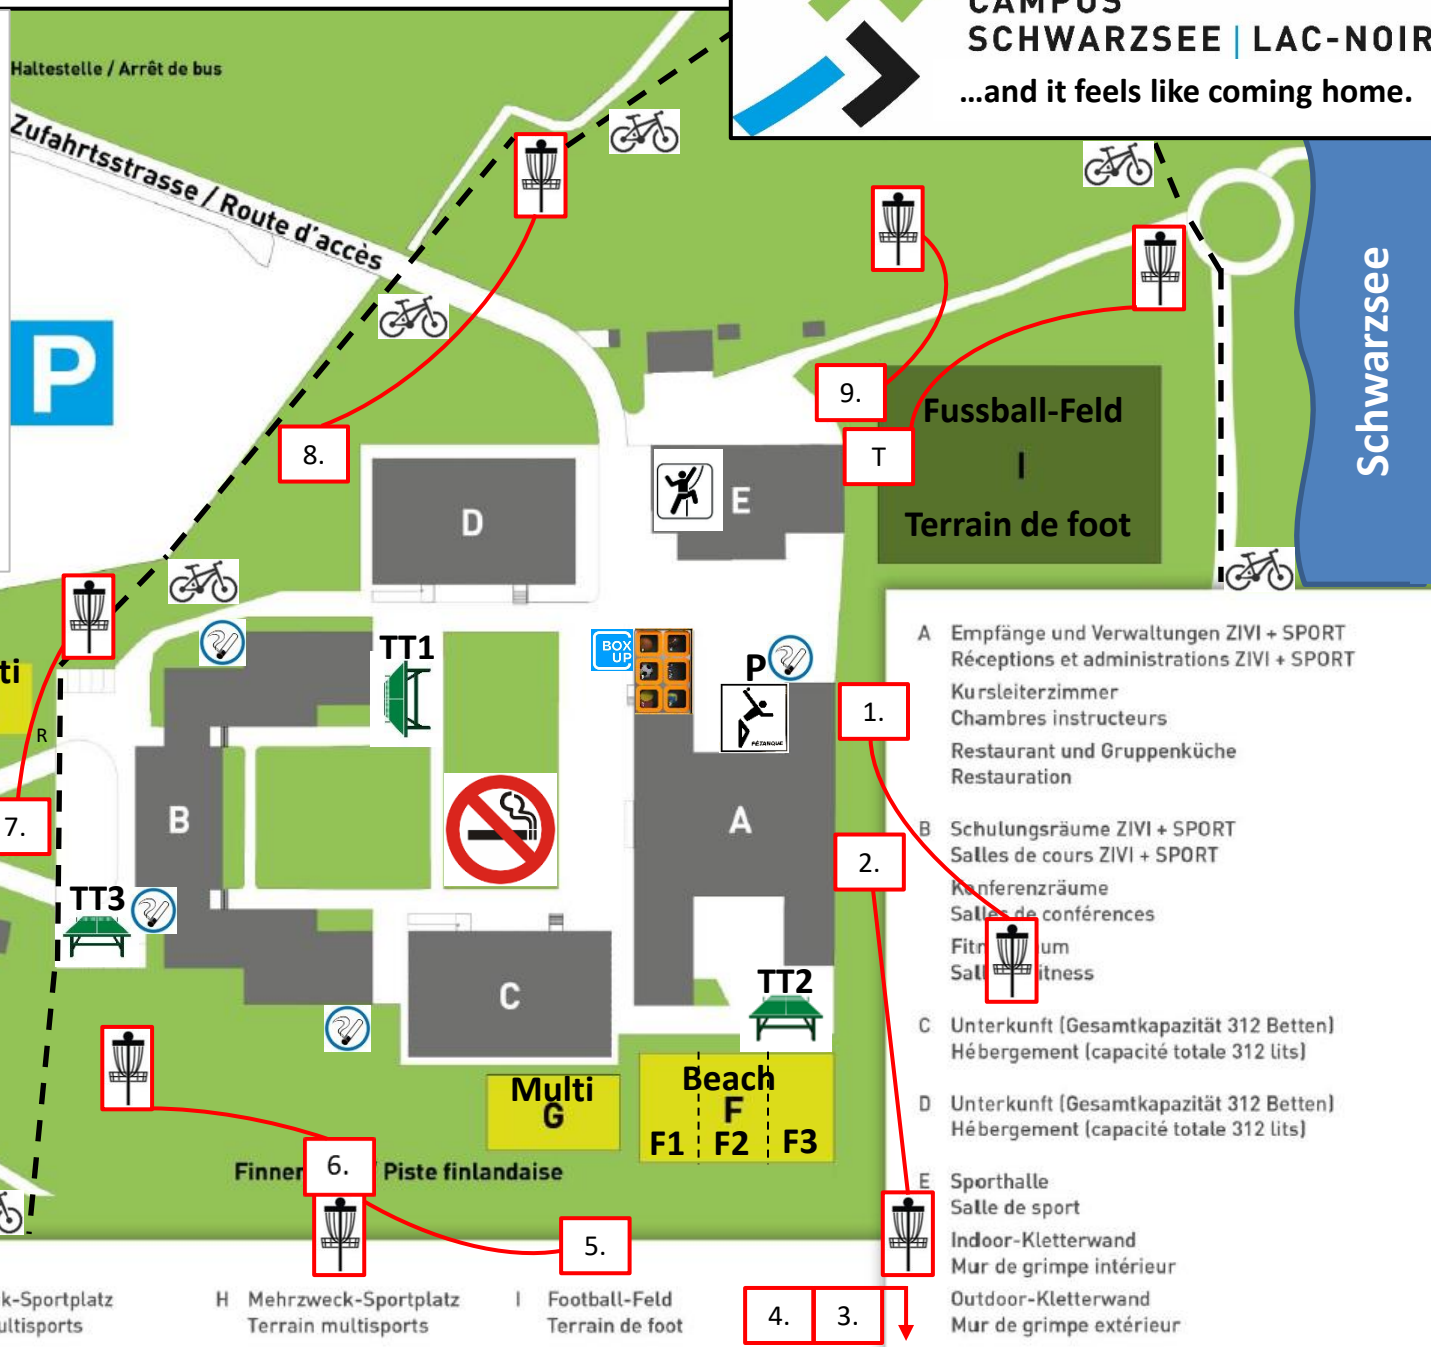 CAMPUS
SCHWARZSEE | LAC-NOIR
...and it feels like coming home.
Haltestelle / Arrêt de bus
Zufahrtsstrasse / Route d'accès
P
Schwarzsee
9.
8.
T
Fussball-Feld
I
Terrain de foot
D
E
TT1
BOX
UP
P
PÉTANQUE
ti
R
7.
1.
2.
B
A
TT3
C
TT2
Multi
G
Beach
F
F1
F2
F3
Finnen
6.
/ Piste finlandaise
5.
4.
3.
A Empfänge und Verwaltungen ZIVI + SPORT
Réceptions et administrations ZIVI + SPORT
Kursleiterzimmer
Chambres instructeurs
Restaurant und Gruppenküche
Restauration
B Schulungsräume ZIVI + SPORT
Salles de cours ZIVI + SPORT
Konferenzräume
Salles de conférences
Fitn um
Sall itness
C Unterkunft (Gesamtkapazität 312 Betten)
Hébergement (capacité totale 312 lits)
D Unterkunft (Gesamtkapazität 312 Betten)
Hébergement (capacité totale 312 lits)
E Sporthalle
Salle de sport
Indoor-Kletterwand
Mur de grimpe intérieur
Outdoor-Kletterwand
Mur de grimpe extérieur
k-Sportplatz
ultisports
H Mehrzweck-Sportplatz
Terrain multisports
I Football-Feld
Terrain de foot